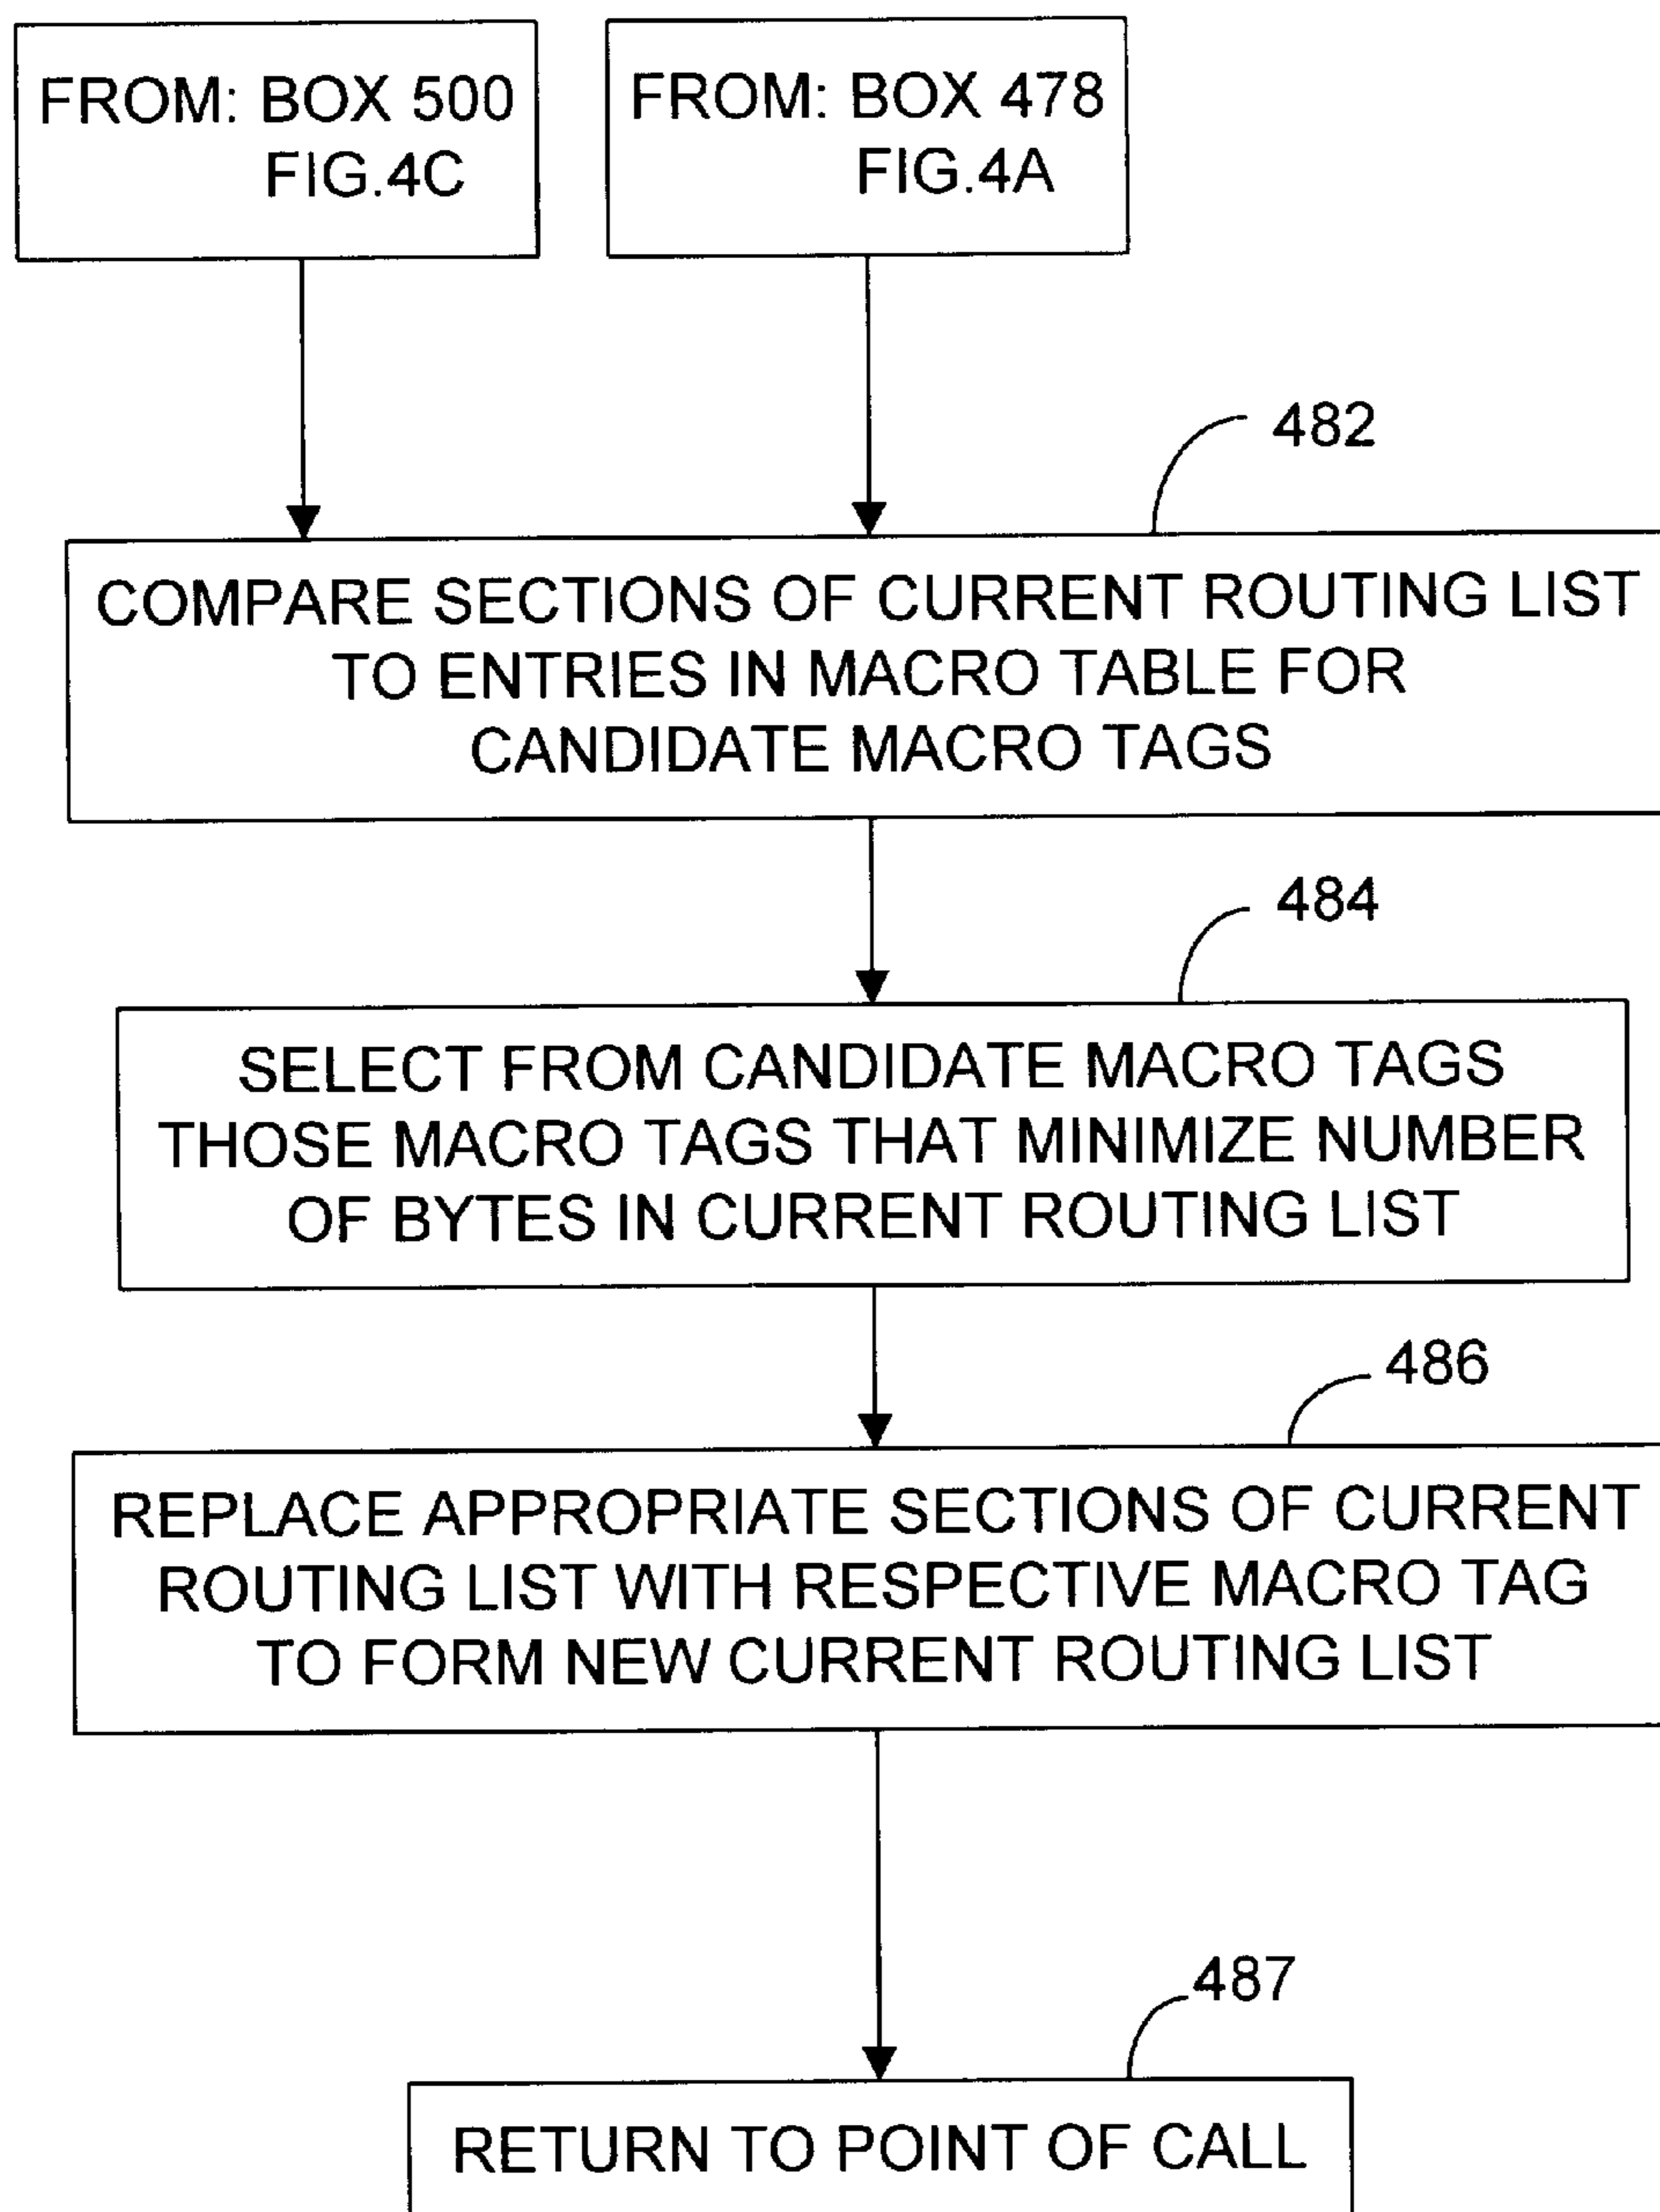 FROM: BOX 500
FIG.4C
FROM: BOX 478
FIG.4A
482
COMPARE SECTIONS OF CURRENT ROUTING LIST
TO ENTRIES IN MACRO TABLE FOR
CANDIDATE MACRO TAGS
484
SELECT FROM CANDIDATE MACRO TAGS
THOSE MACRO TAGS THAT MINIMIZE NUMBER
OF BYTES IN CURRENT ROUTING LIST
486
REPLACE APPROPRIATE SECTIONS OF CURRENT
ROUTING LIST WITH RESPECTIVE MACRO TAG
TO FORM NEW CURRENT ROUTING LIST
487
RETURN TO POINT OF CALL